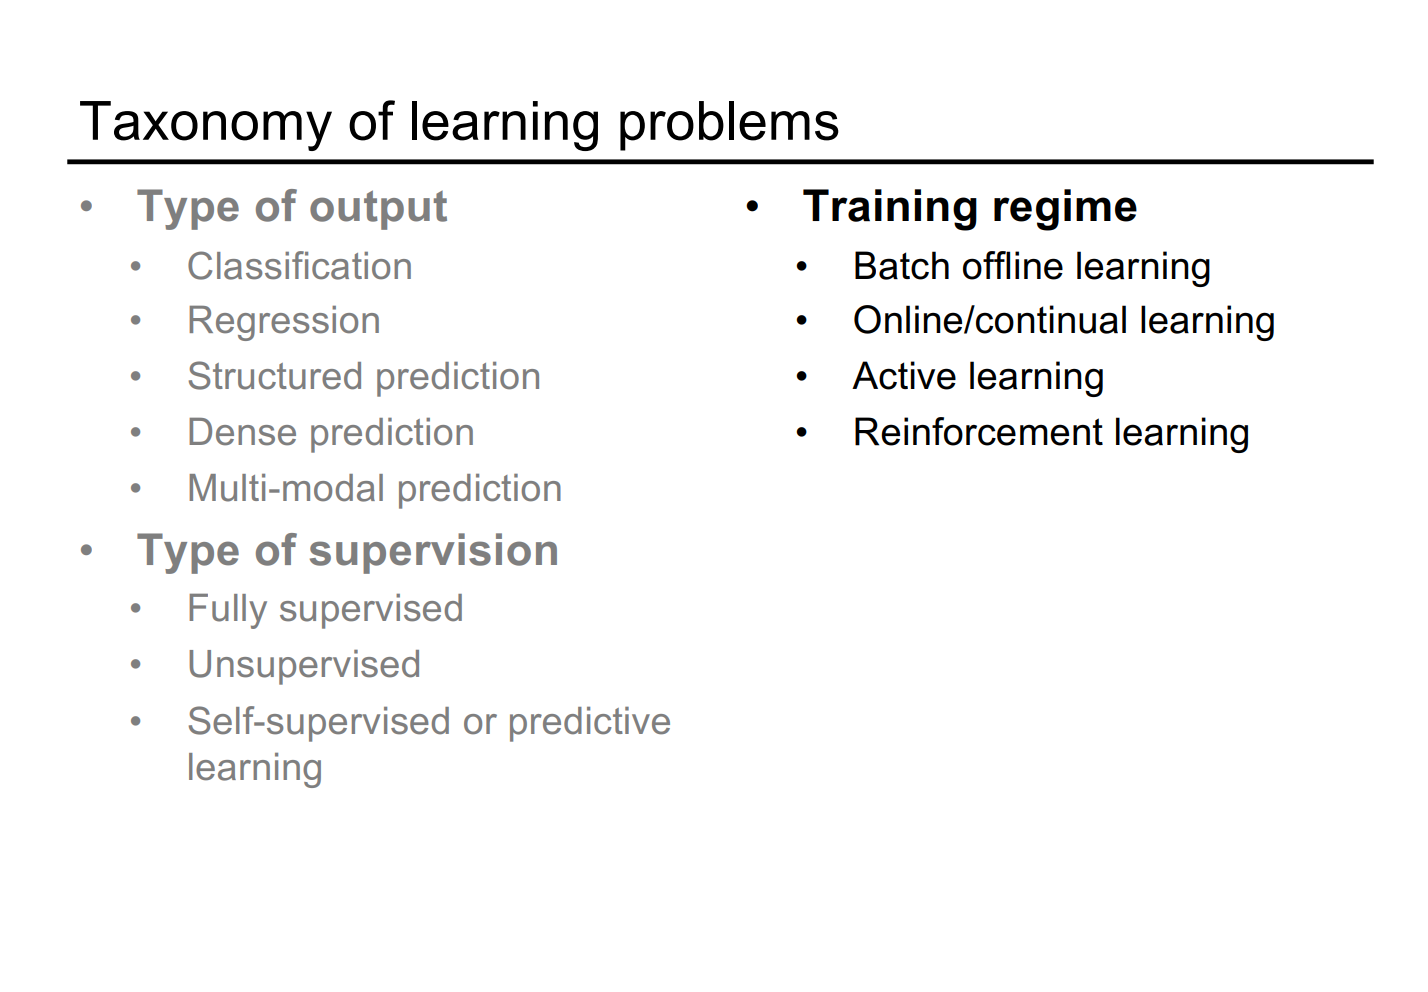 Taxonomy of learning problems
• Type of output
• Classification
• Regression
• Structured prediction
• Dense prediction
• Multi-modal prediction
• Type of supervision
• Fully supervised
• Unsupervised
• Self-supervised or predictive
learning
• Training regime
• Batch offline learning
• Online/continual learning
• Active learning
• Reinforcement learning